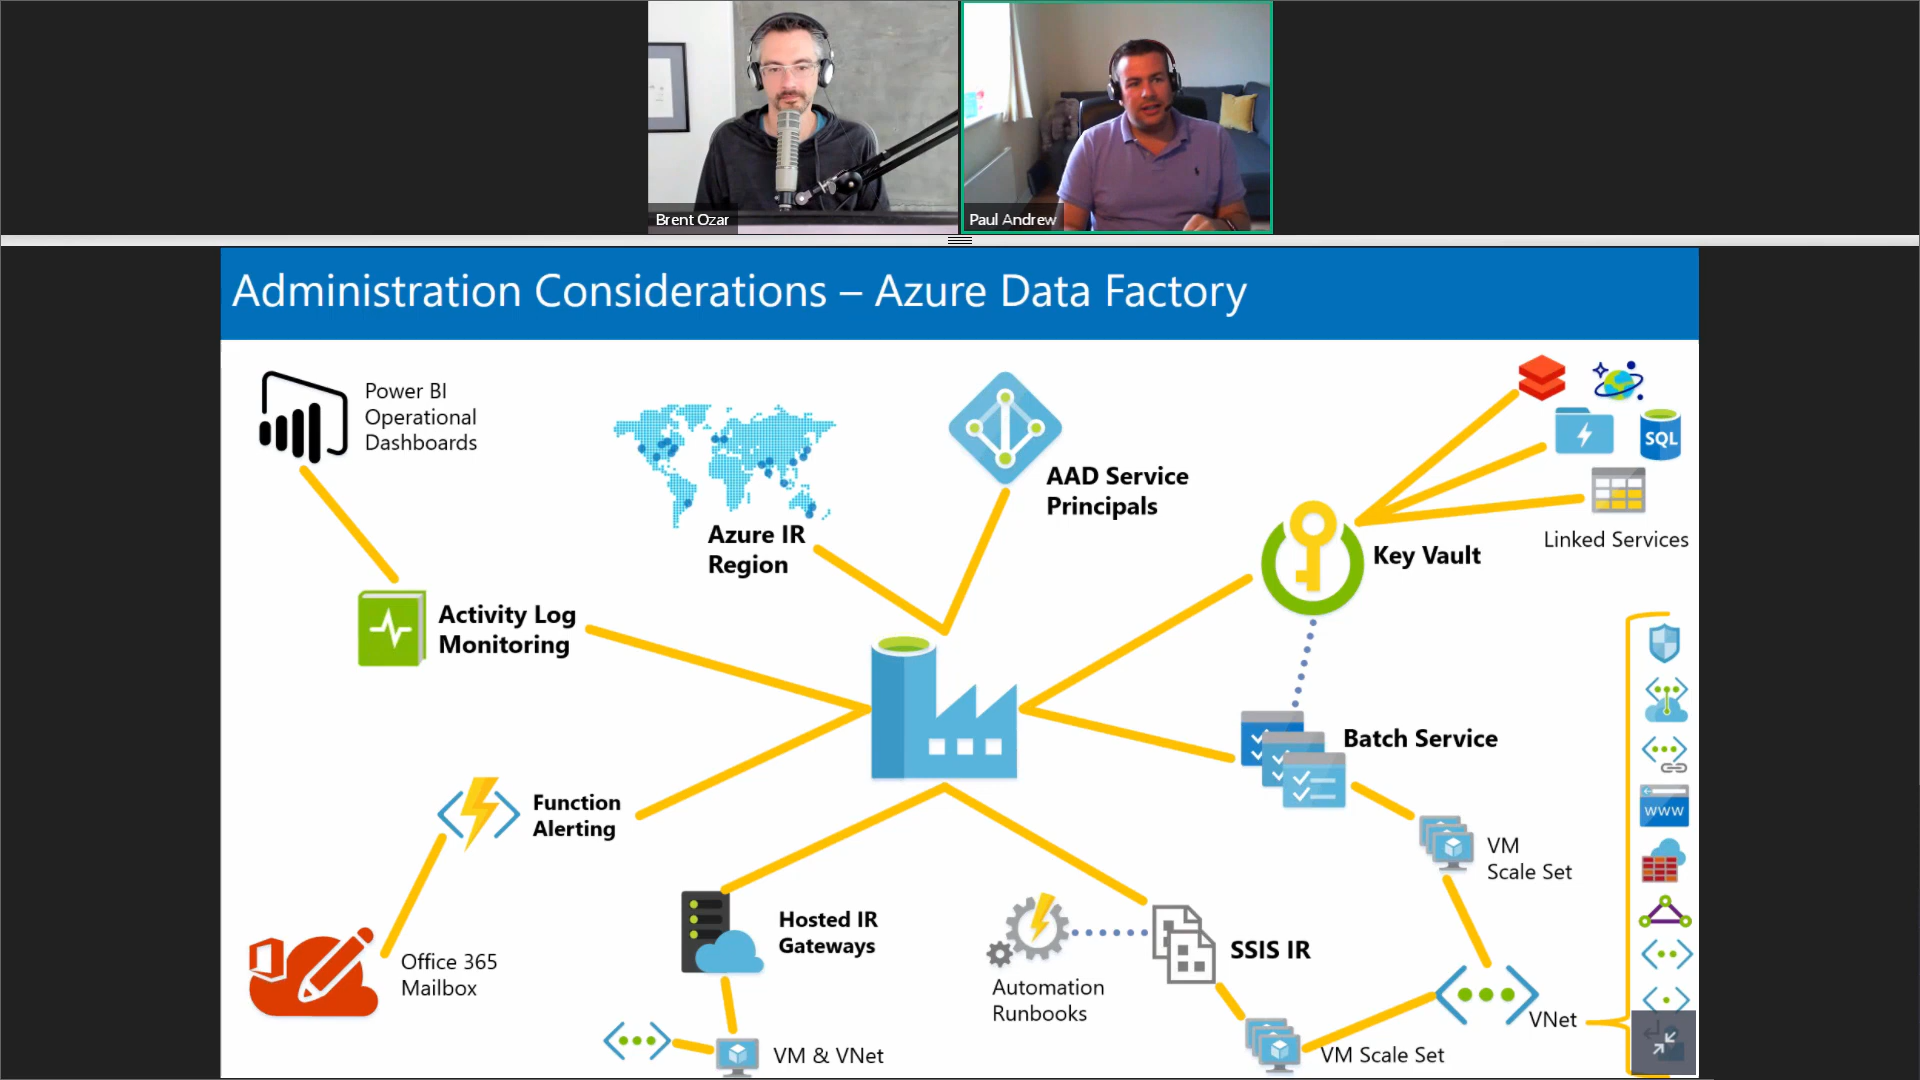 Brent Ozar
Paul Andrew
Administration Considerations – Azure Data Factory
Power BI
Operational
Dashboards
Azure IR
Region
AAD Service
Principals
SQL
Linked Services
Key Vault
Activity Log
Monitoring
Batch Service
WWW
Function
Alerting
VM
Scale Set
Hosted IR
Gateways
SSIS IR
Office 365
Mailbox
Automation
Runbooks
VNet
VM & VNet
VM Scale Set